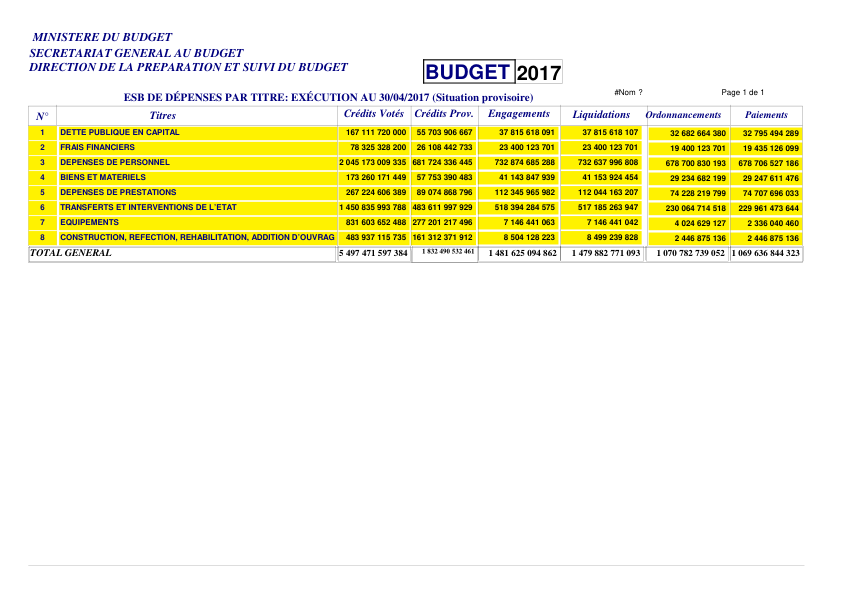 MINISTERE DU BUDGET
SECRETARIAT GENERAL AU BUDGET
DIRECTION DE LA PREPARATION ET SUIVI DU BUDGET
BUDGET 2017
#Nom ? Page 1 de 1
ESB DE DÉPENSES PAR TITRE: EXÉCUTION AU 30/04/2017 (Situation provisoire)
N° Titres Crédits Votés Crédits Prov. Engagements Liquidations Ordonnancements Paiements
1 DETTE PUBLIQUE EN CAPITAL 167 111 720 000 55 703 906 667 37 815 618 091 37 815 618 107 32 682 664 380 32 795 494 289
2 FRAIS FINANCIERS 78 325 328 200 26 108 442 733 23 400 123 701 23 400 123 701 19 400 123 701 19 435 126 099
3 DEPENSES DE PERSONNEL 2 045 173 009 335 681 724 336 445 732 874 685 288 732 637 996 808 678 700 830 193 678 706 527 186
4 BIENS ET MATERIELS 173 260 171 449 57 753 390 483 41 143 847 939 41 153 924 454 29 234 682 199 29 247 611 476
5 DEPENSES DE PRESTATIONS 267 224 606 389 89 074 868 796 112 345 965 982 112 044 163 207 74 228 219 799 74 707 696 033
6 TRANSFERTS ET INTERVENTIONS DE L'ETAT 1 450 835 993 788 483 611 997 929 518 394 284 575 517 185 263 947 230 064 714 518 229 961 473 644
7 EQUIPEMENTS 831 603 652 488 277 201 217 496 7 146 441 063 7 146 441 042 4 024 629 127 2 336 040 460
8 CONSTRUCTION, REFECTION, REHABILITATION, ADDITION D'OUVRAG 483 937 115 735 161 312 371 912 8 504 128 223 8 499 239 828 2 446 875 136 2 446 875 136
TOTAL GENERAL 5 497 471 597 384 1 832 490 532 461 1 481 625 094 862 1 479 882 771 093 1 070 782 739 052 1 069 636 844 323